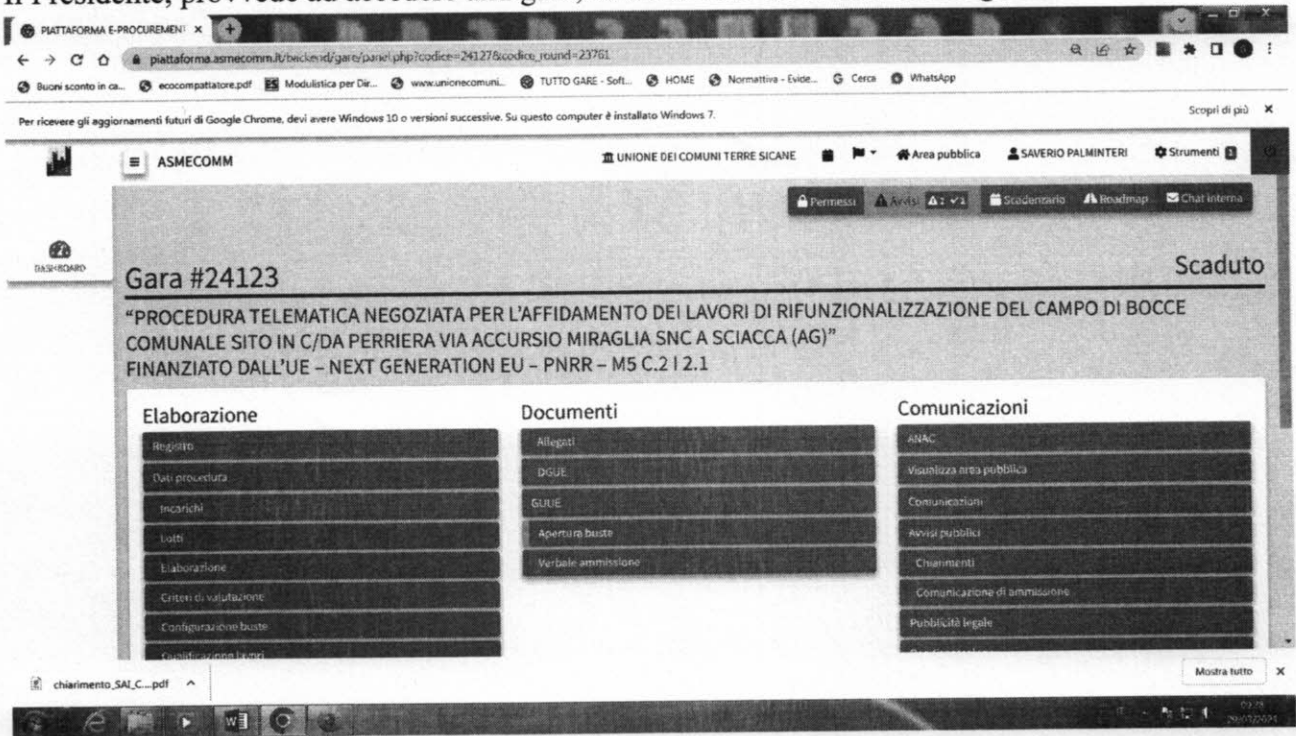 PIATTAFORMA E-PROCUREMENT
piattaforma.asmecomm.it/backend/gare/panel.php?codice=24127&codice_round=23761
Buoni sconto in ca... ecocompattatore.pdf Modulistica per Dir... www.unionecomuni... TUTTO GARE - Soft... HOME Normattiva - Evide... Cerca WhatsApp
Per ricevere gli aggiornamenti futuri di Google Chrome, devi avere Windows 10 o versioni successive. Su questo computer è installato Windows 7. Scopri di più
ASMECOMM UNIONE DEI COMUNI TERRE SICANE Area pubblica SAVERIO PALMINTERI Strumenti
Permessi Avvisi Scadenzario Roadmap Chat interna
DASHBOARD
Gara #24123 Scaduto
“PROCEDURA TELEMATICA NEGOZIATA PER L'AFFIDAMENTO DEI LAVORI DI RIFUNZIONALIZZAZIONE DEL CAMPO DI BOCCE
COMUNALE SITO IN C/DA PERRIERA VIA ACCURSIO MIRAGLIA SNC A SCIACCA (AG)”
FINANZIATO DALL'UE – NEXT GENERATION EU – PNRR – M5 C.2 I 2.1
Elaborazione Documenti Comunicazioni
Registro Allegati ANAC
Dati procedura DGUE Visualizza area pubblica
Incarichi GUUE Comunicazioni
Lotti Apertura buste Avvisi pubblici
Elaborazione Verbale ammissione Chiarimenti
Criteri di valutazione Comunicazione di ammissione
Configurazione buste Pubblicità legale
Qualificazione lavori
chiarimento_SAI_C....pdf Mostra tutto
09:28